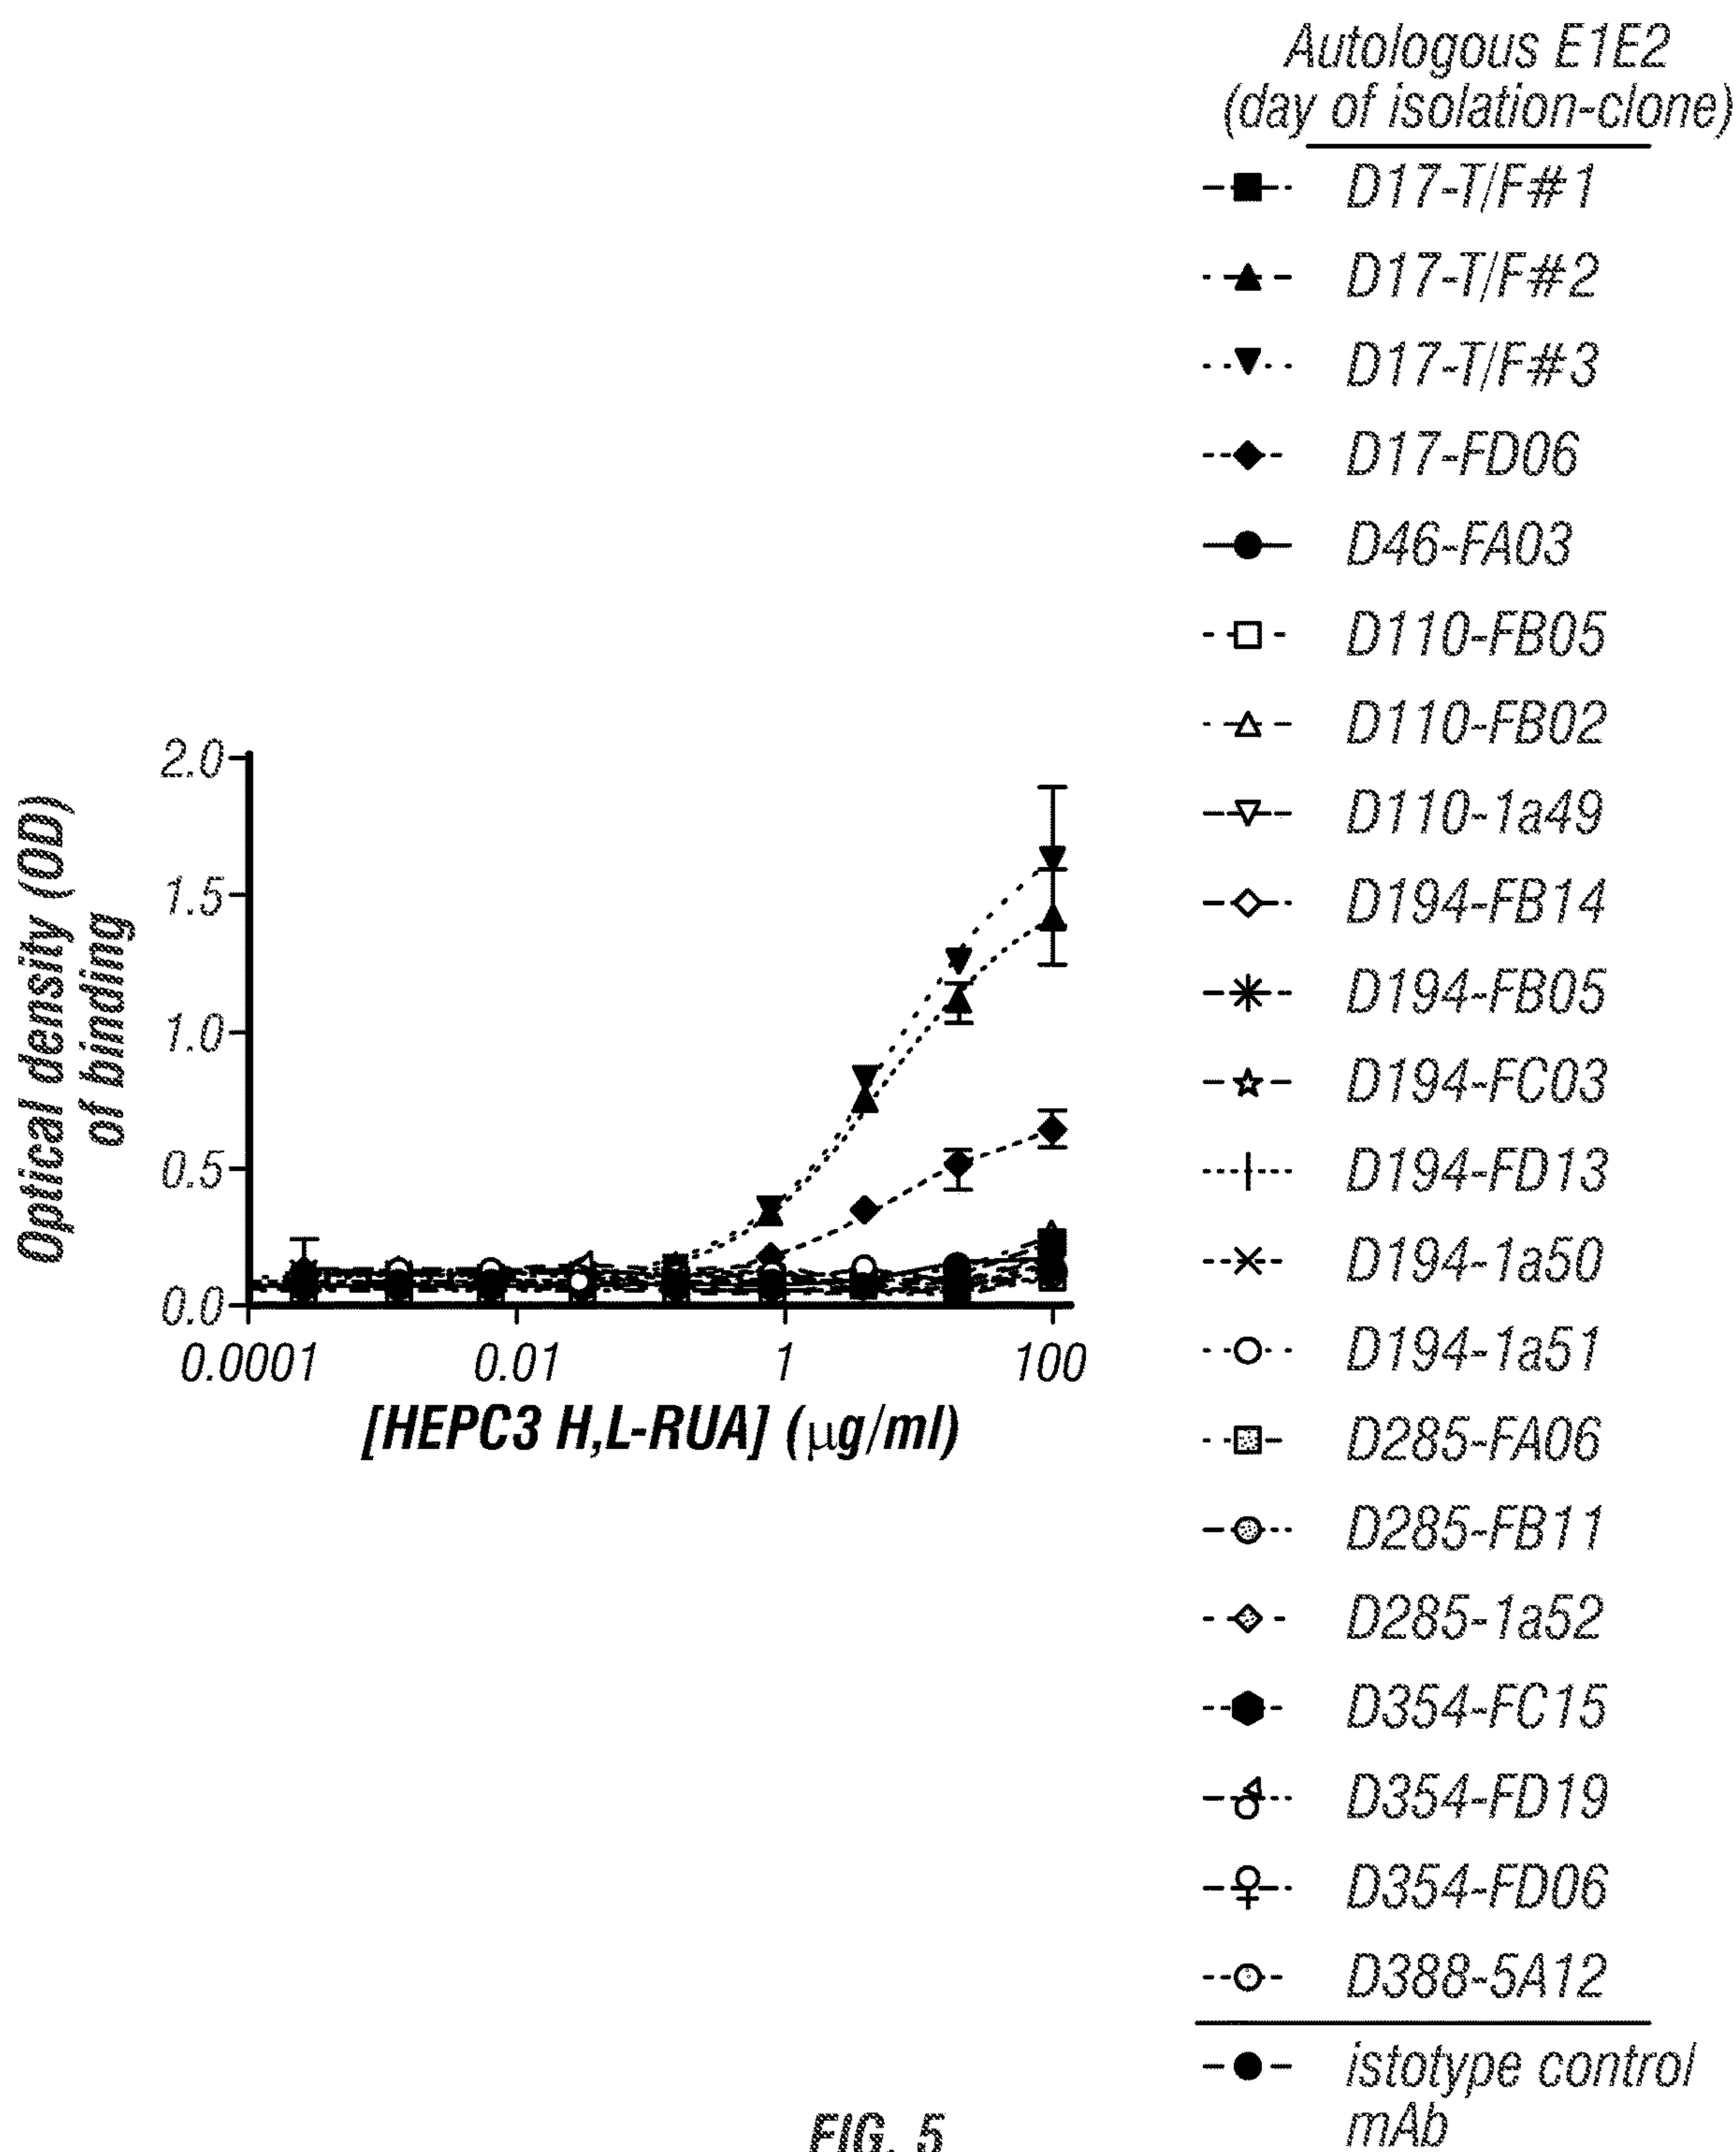 Autologous E1E2
(day of isolation-clone)
D17-T/F#1
D17-T/F#2
D17-T/F#3
D17-FD06
D46-FA03
D110-FB05
D110-FB02
D110-1a49
D194-FB14
D194-FB05
D194-FC03
D194-FD13
D194-1a50
D194-1a51
D285-FA06
D285-FB11
D285-1a52
D354-FC15
D354-FD19
D354-FD06
D388-5A12
istotype control
mAb
Optical density (OD)
of binding
2.0
1.5
1.0
0.5
0.0
0.0001 0.01 1 100
[HEPC3 H,L-RUA] (μg/ml)
FIG. 5